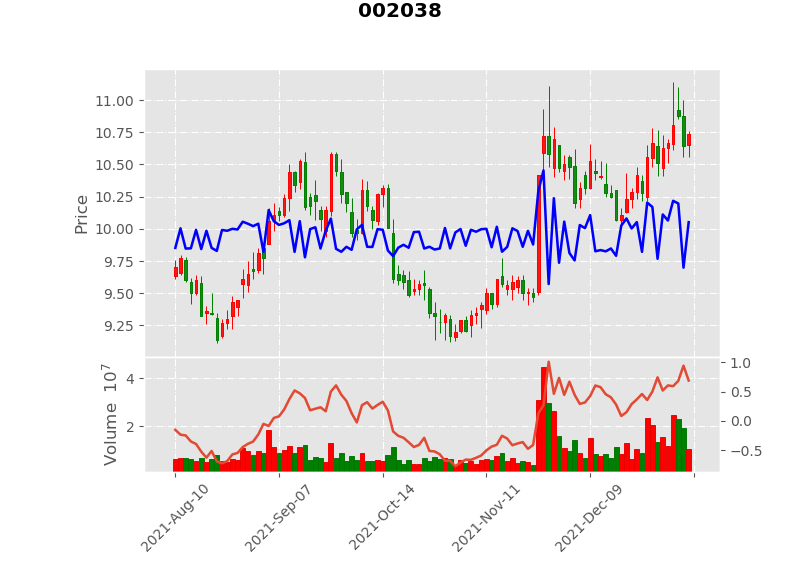 002038
11.00
10.75
10.50
10.25
10.00
9.75
9.50
9.25
Price
4
2
Volume 10^7
1.0
0.5
0.0
−0.5
2021-Aug-10
2021-Sep-07
2021-Oct-14
2021-Nov-11
2021-Dec-09